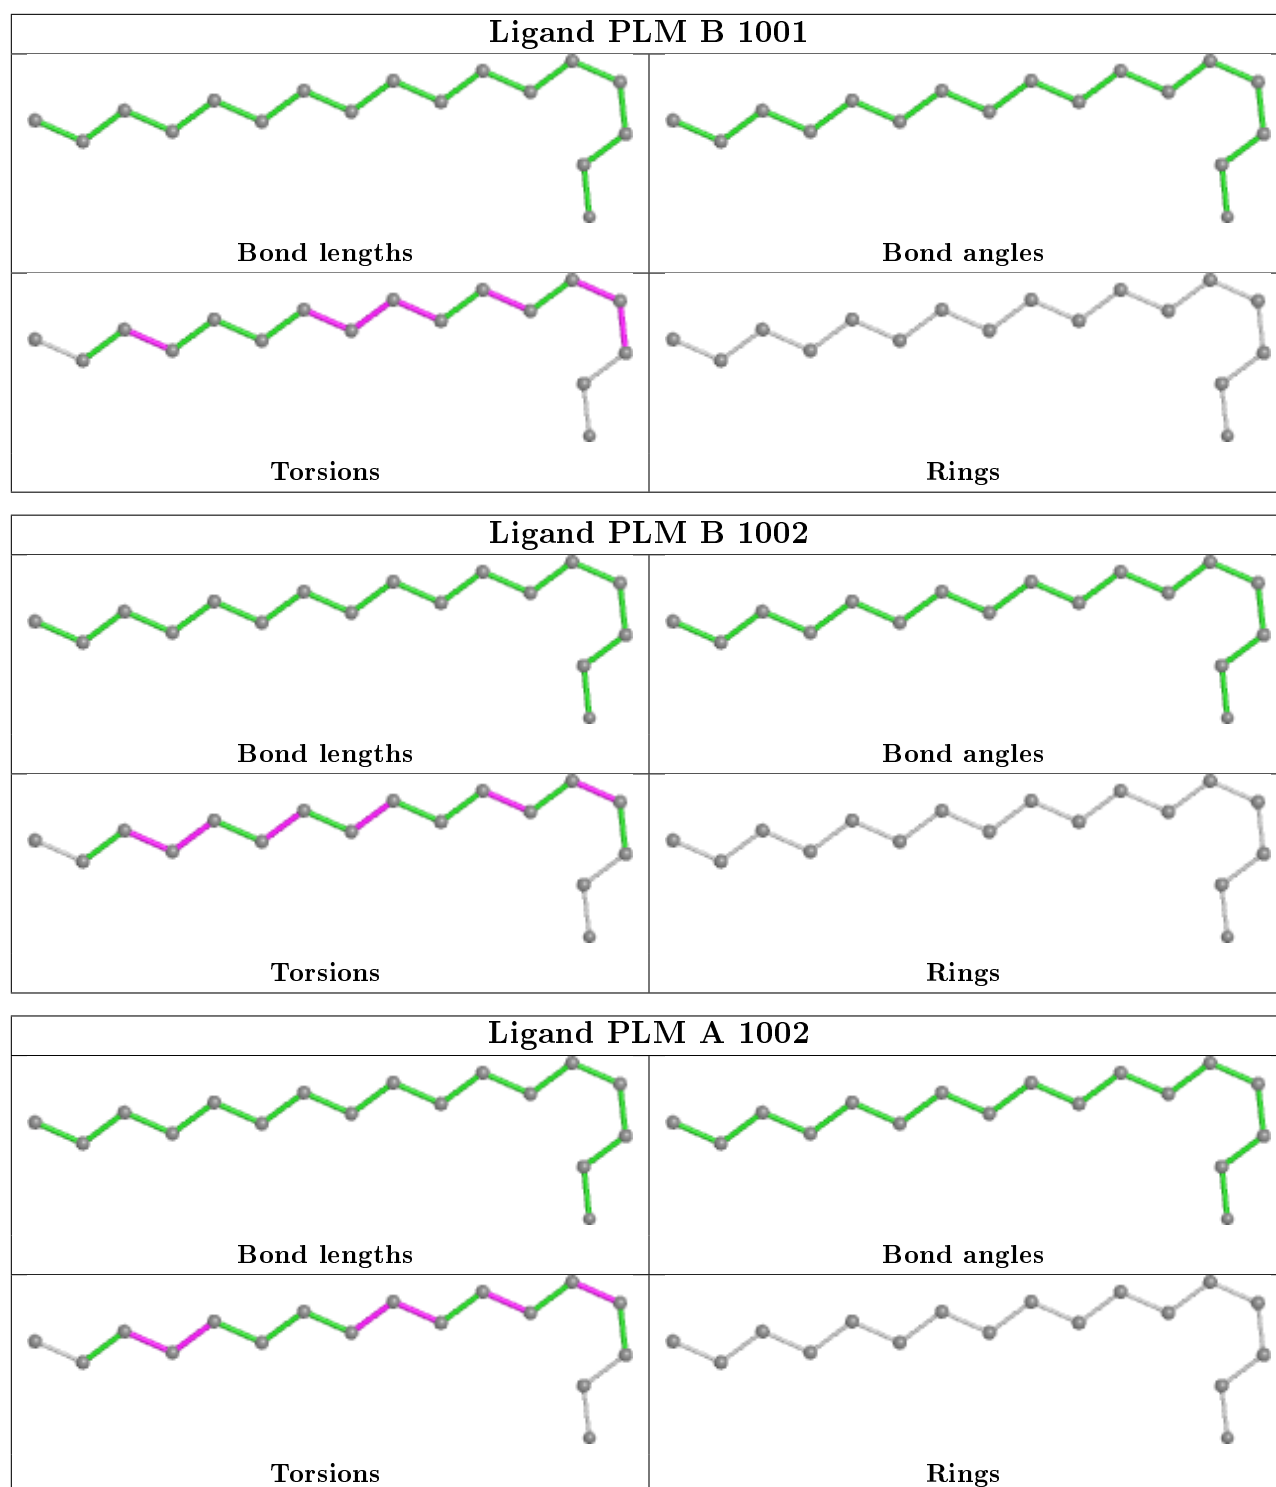 Ligand PLM B 1001
Bond lengths
Bond angles
Torsions
Rings
Ligand PLM B 1002
Bond lengths
Bond angles
Torsions
Rings
Ligand PLM A 1002
Bond lengths
Bond angles
Torsions
Rings